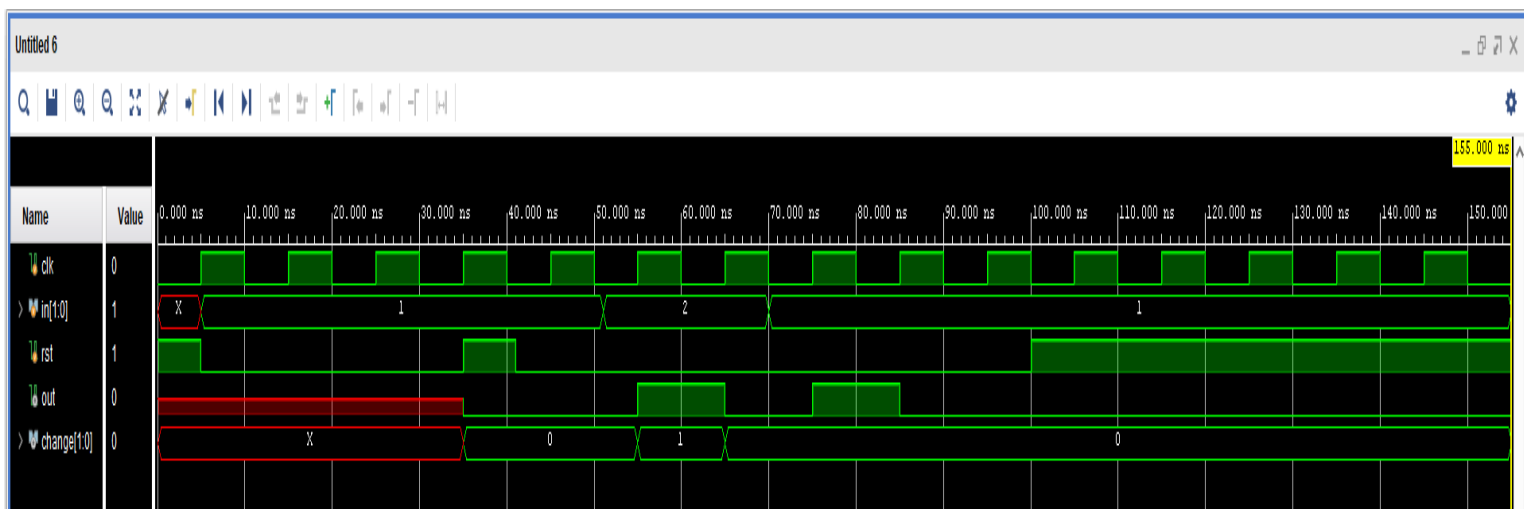 Untitled 6
155.000 ns
Name Value
0.000 ns 10.000 ns 20.000 ns 30.000 ns 40.000 ns 50.000 ns 60.000 ns 70.000 ns 80.000 ns 90.000 ns 100.000 ns 110.000 ns 120.000 ns 130.000 ns 140.000 ns 150.000
clk 0
in[1:0] 1 X 1 2 1
rst 1
out 0
change[1:0] 0 X 0 1 0